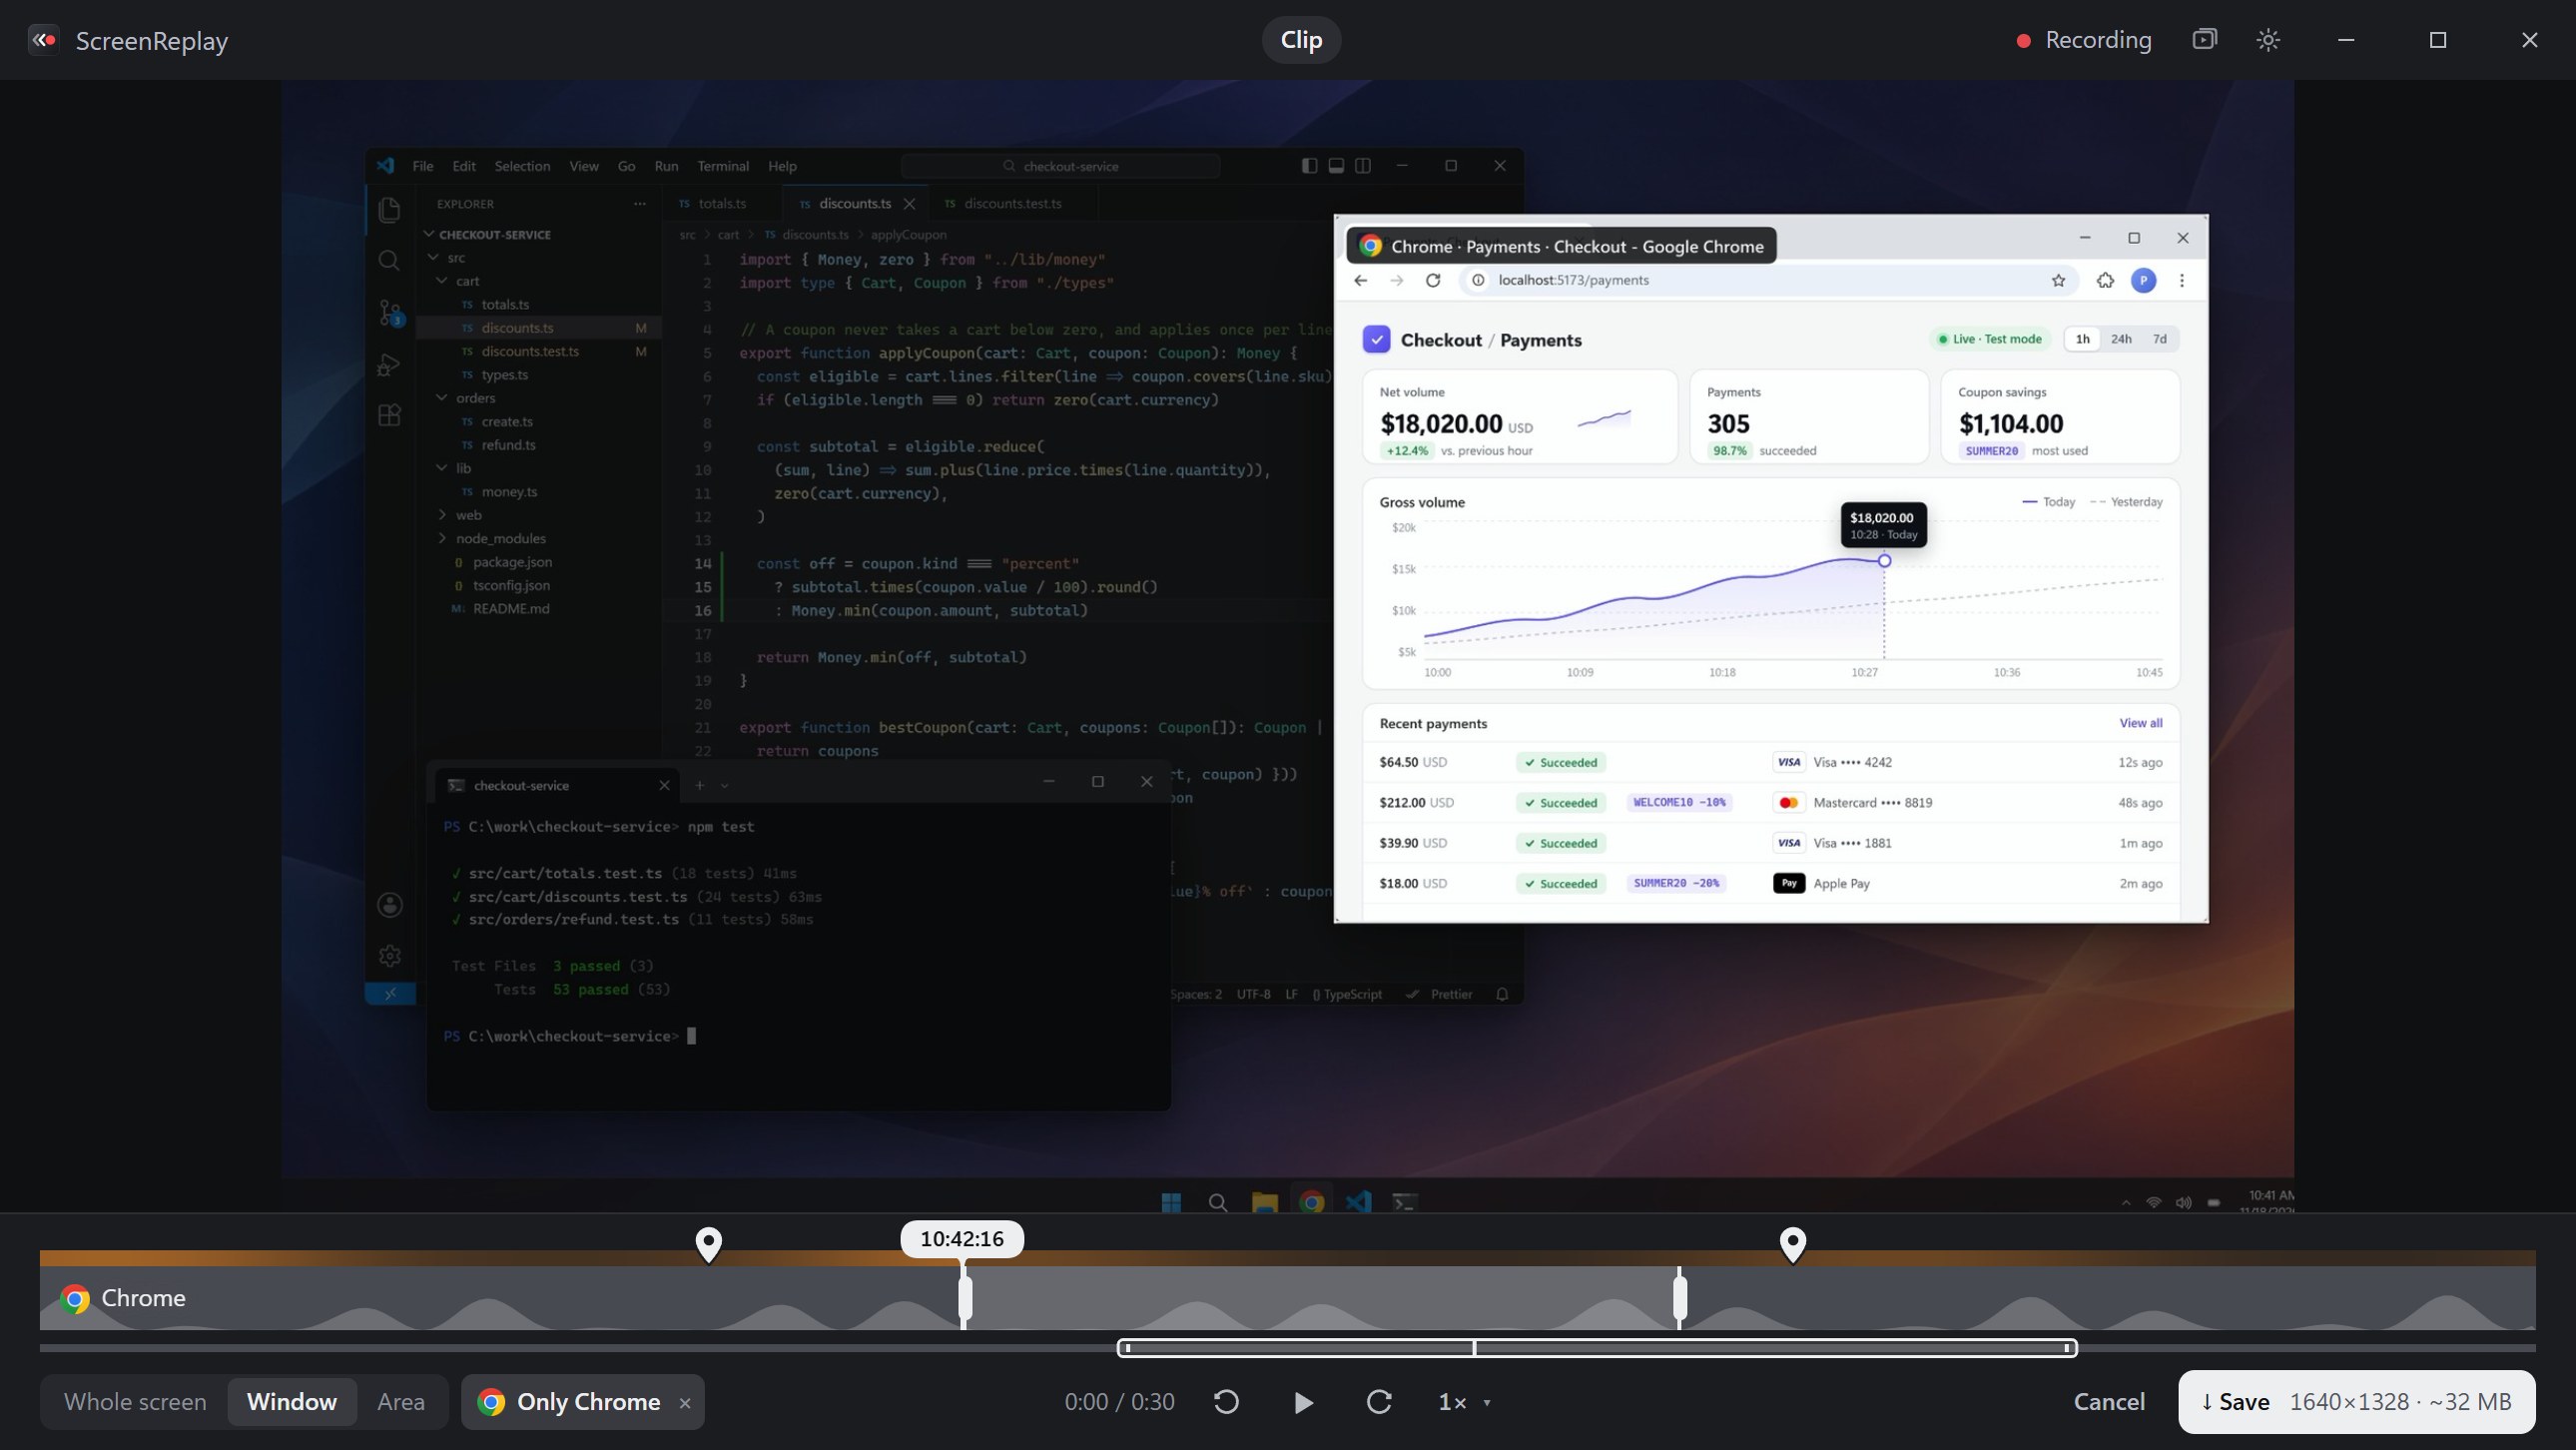 ScreenReplay
Clip
Recording
File Edit Selection View Go Run Terminal Help
checkout-service
EXPLORER
CHECKOUT-SERVICE
src
cart
TS totals.ts
TS discounts.ts M
TS discounts.test.ts M
TS types.ts
orders
TS create.ts
TS refund.ts
lib
TS money.ts
web
node_modules
{} package.json
{} tsconfig.json
M↓ README.md
TS totals.ts
TS discounts.ts
TS discounts.test.ts
src > cart > TS discounts.ts > applyCoupon
1 import { Money, zero } from "../lib/money"
2 import type { Cart, Coupon } from "./types"
3
4 // A coupon never takes a cart below zero, and applies once per line
5 export function applyCoupon(cart: Cart, coupon: Coupon): Money {
6 const eligible = cart.lines.filter(line => coupon.covers(line.sku)
7 if (eligible.length === 0) return zero(cart.currency)
8
9 const subtotal = eligible.reduce(
10 (sum, line) => sum.plus(line.price.times(line.quantity)),
11 zero(cart.currency),
12 )
13
14 const off = coupon.kind === "percent"
15 ? subtotal.times(coupon.value / 100).round()
16 : Money.min(coupon.amount, subtotal)
17
18 return Money.min(off, subtotal)
19 }
20
21 export function bestCoupon(cart: Cart, coupons: Coupon[]): Coupon |
22 return coupons
t, coupon) }))
pon
{
lue}% off` : coupon
Spaces: 2 UTF-8 LF {} TypeScript Prettier
checkout-service
PS C:\work\checkout-service> npm test
✓ src/cart/totals.test.ts (18 tests) 41ms
✓ src/cart/discounts.test.ts (24 tests) 63ms
✓ src/orders/refund.test.ts (11 tests) 58ms
Test Files 3 passed (3)
Tests 53 passed (53)
PS C:\work\checkout-service>
Chrome · Payments · Checkout - Google Chrome
localhost:5173/payments
P
Checkout / Payments
Live · Test mode
1h 24h 7d
Net volume
$18,020.00 USD
+12.4% vs. previous hour
Payments
305
98.7% succeeded
Coupon savings
$1,104.00
SUMMER20 most used
Gross volume
Today Yesterday
$18,020.00
10:28 · Today
$20k
$15k
$10k
$5k
10:00 10:09 10:18 10:27 10:36 10:45
Recent payments View all
$64.50 USD ✓ Succeeded VISA Visa •••• 4242 12s ago
$212.00 USD ✓ Succeeded WELCOME10 −10% Mastercard •••• 8819 48s ago
$39.90 USD ✓ Succeeded VISA Visa •••• 1881 1m ago
$18.00 USD ✓ Succeeded SUMMER20 −20% Pay Apple Pay 2m ago
10:41 AM
10:42:16
Chrome
Whole screen Window Area
Only Chrome ×
0:00 / 0:30
1×
Cancel
↓ Save 1640×1328 · ~32 MB